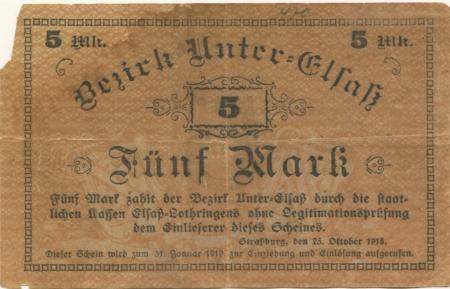 5 Mk. 5 Mk.
Bezirk Unter-Elsaß
5
Fünf Mark
Fünf Mark zahlt der Bezirk Unter-Elsaß durch die staat-
lichen Kassen Elsaß-Lothringens ohne Legitimationsprüfung
dem Einlieferer dieses Scheines.
Straßburg, den 25. Oktober 1918.
Dieser Schein wird zum 31. Januar 1919 zur Einziehung und Einlösung aufgerufen.